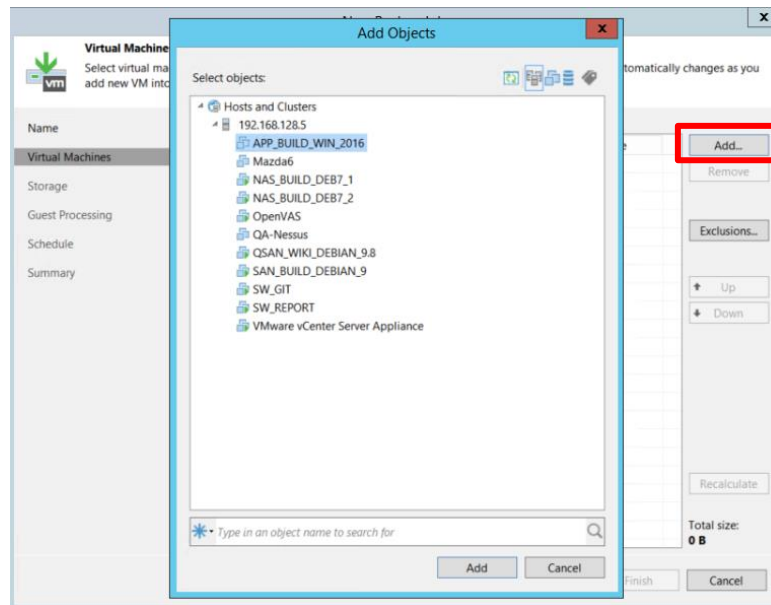 Add Objects
x
x
Virtual Machine
Select virtual ma
add new VM into
tomatically changes as you
vm
Name
Virtual Machines
Storage
Guest Processing
Schedule
Summary
Select objects:
Hosts and Clusters
192.168.128.5
APP_BUILD_WIN_2016
Mazda6
NAS_BUILD_DEB7_1
NAS_BUILD_DEB7_2
OpenVAS
QA-Nessus
QSAN_WIKI_DEBIAN_9.8
SAN_BUILD_DEBIAN_9
SW_GIT
SW_REPORT
VMware vCenter Server Appliance
Type in an object name to search for
Add
Cancel
Add...
Remove
Exclusions...
Up
Down
Recalculate
Total size:
0 B
Finish
Cancel